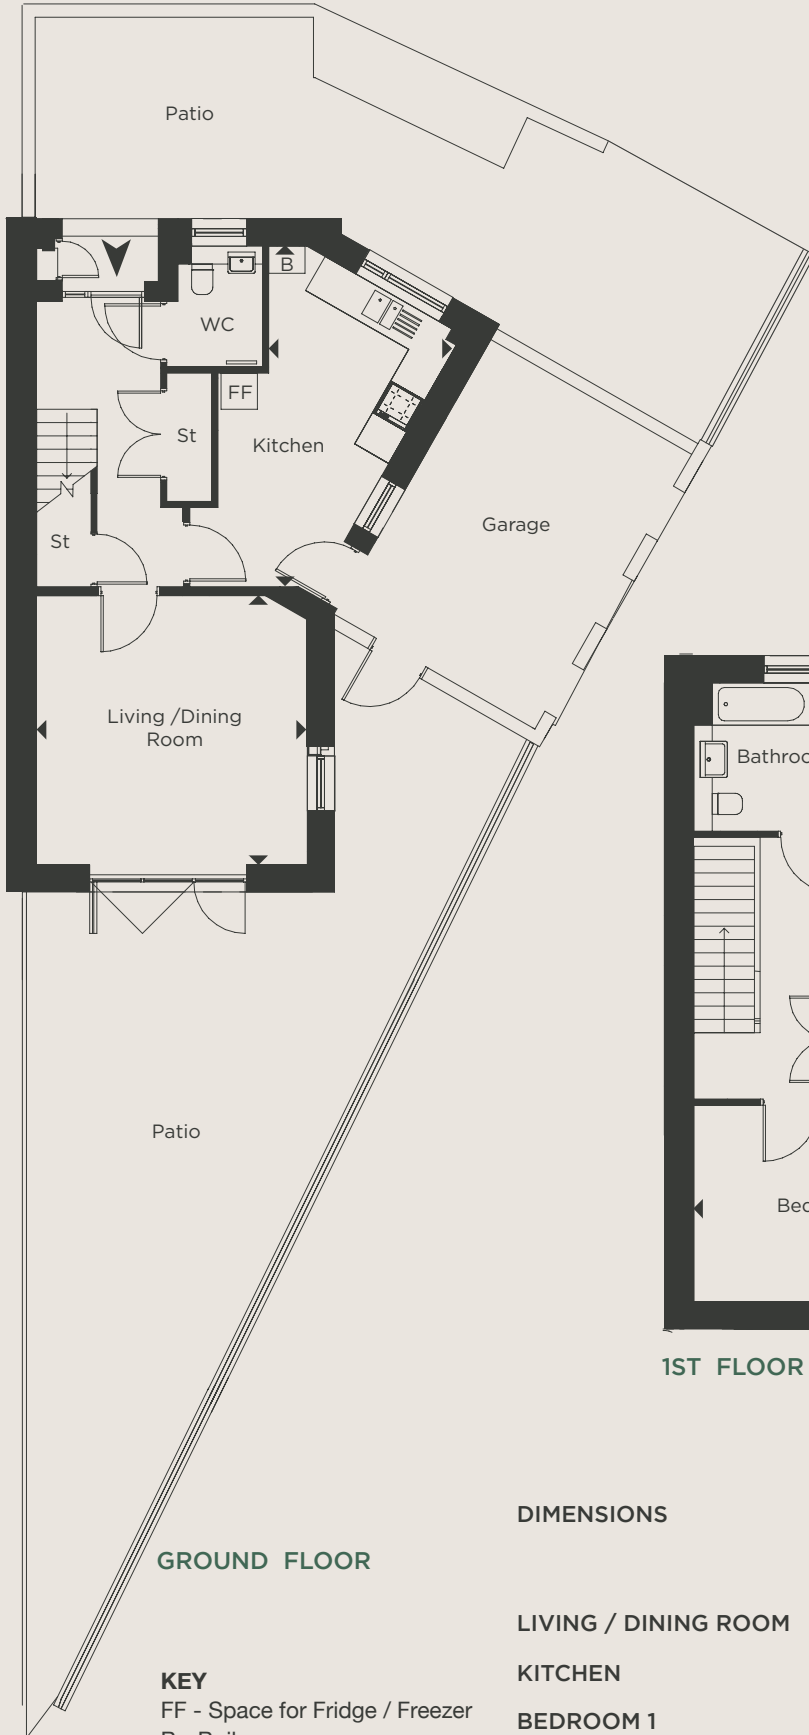 Patio
B
WC
FF
St
Kitchen
St
Garage
Living /Dining
Room
Patio
GROUND FLOOR
KEY
FF - Space for Fridge / Freezer
1ST FLOOR
DIMENSIONS
LIVING / DINING ROOM
KITCHEN
BEDROOM 1